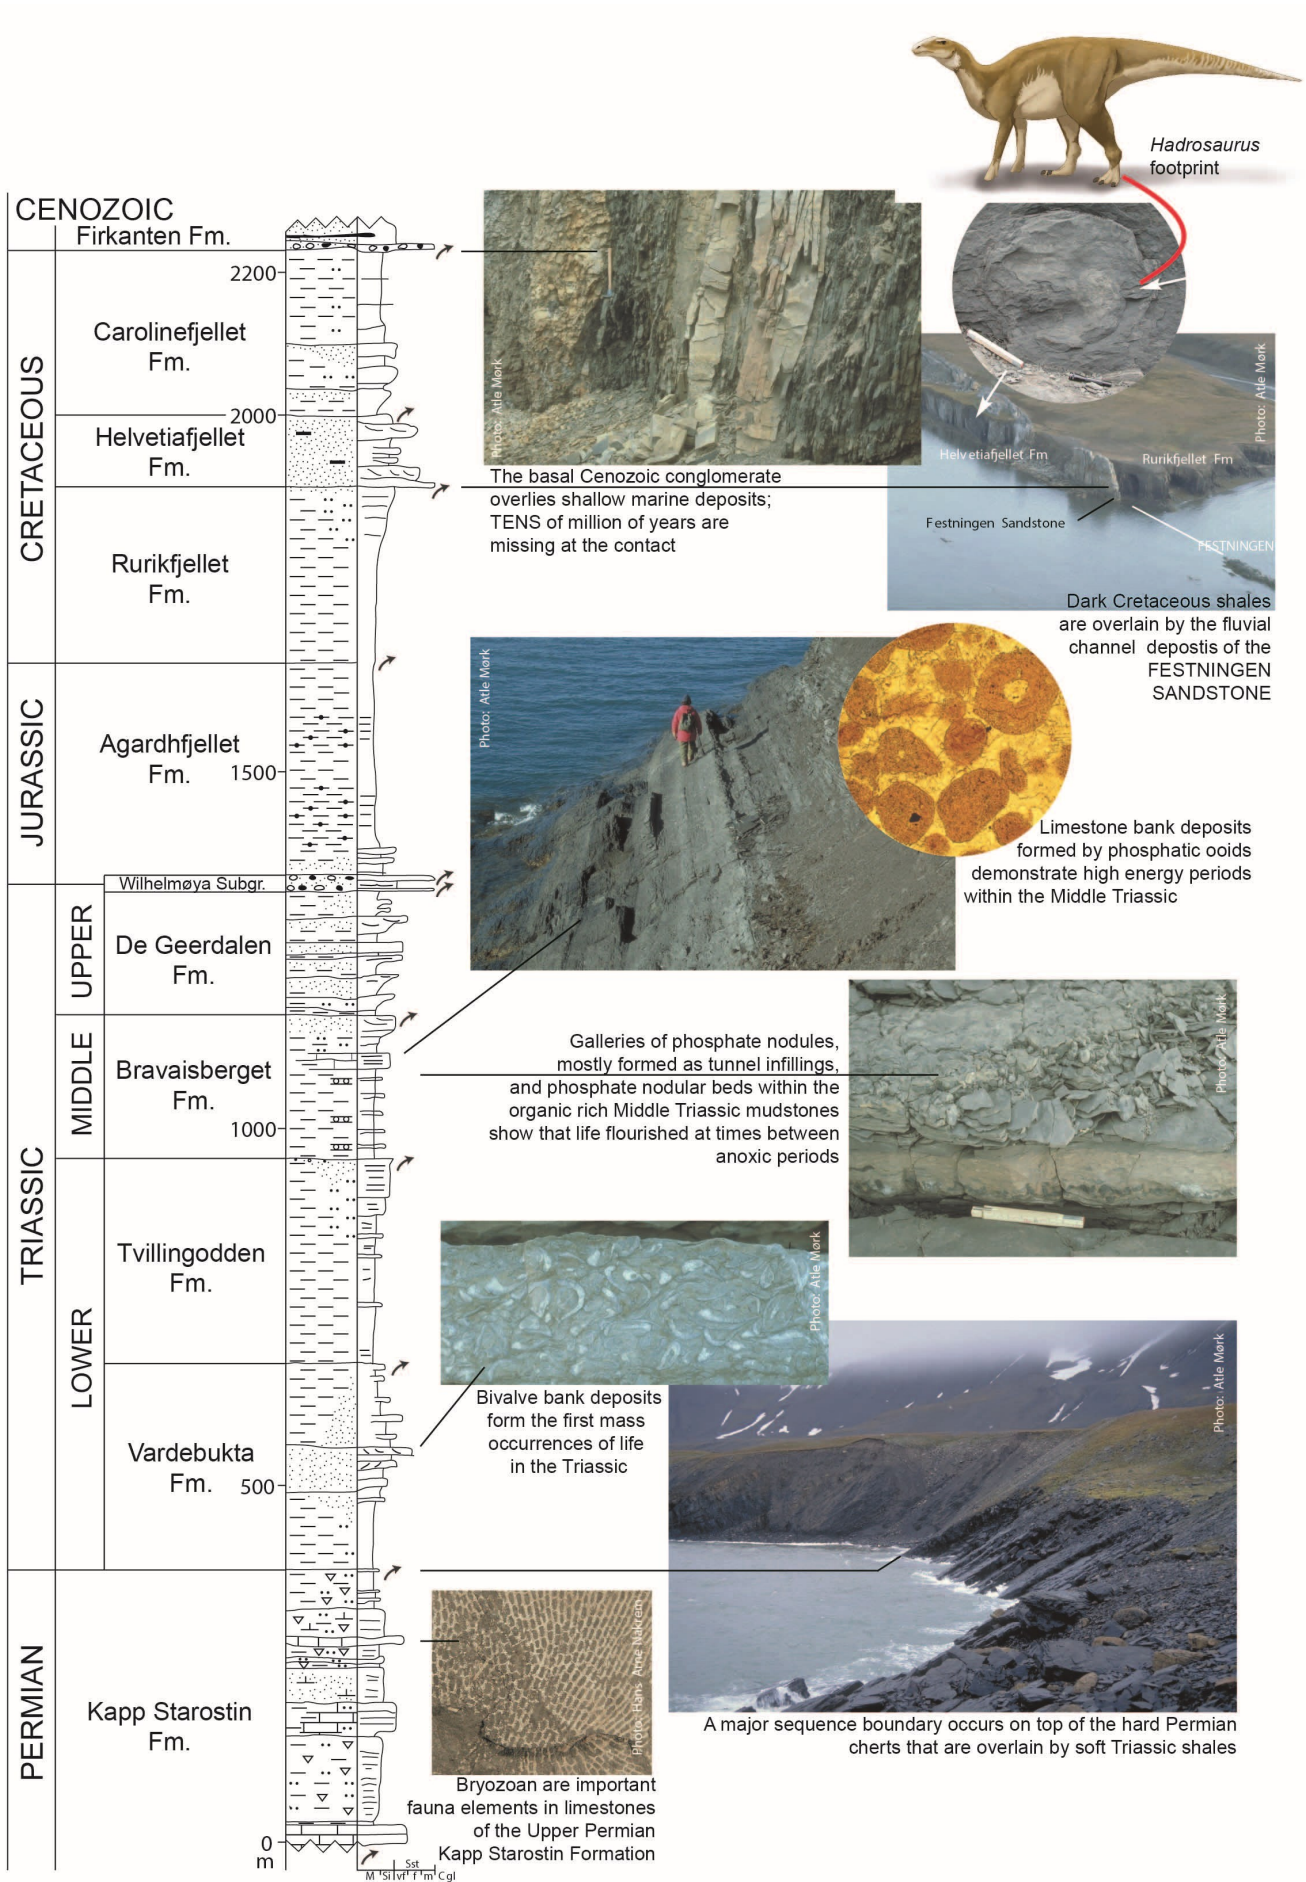 Hadrosaurus
footprint
CENOZOIC
Firkanten Fm.
2200
Carolinefjellet
Fm.
CRETACEOUS
2000
Helvetiafjellet
Fm.
Rurikfjellet
Fm.
JURASSIC
Agardhfjellet
Fm.
1500
Wilhelmøya Subgr.
TRIASSIC
UPPER
De Geerdalen
Fm.
MIDDLE
Bravaisberget
Fm.
1000
LOWER
Tvillingodden
Fm.
Vardebukta
Fm.
500
PERMIAN
Kapp Starostin
Fm.
0
m
Sst
M Si vf f m Cgl
Photo: Atle Mørk
The basal Cenozoic conglomerate
overlies shallow marine deposits;
TENS of million of years are
missing at the contact
Photo: Atle Mørk
Helvetiafjellet Fm
Rurikfjellet Fm
Festningen Sandstone
FESTNINGEN
Dark Cretaceous shales
are overlain by the fluvial
channel depostis of the
FESTNINGEN
SANDSTONE
Photo: Atle Mørk
Limestone bank deposits
formed by phosphatic ooids
demonstrate high energy periods
within the Middle Triassic
Photo: Atle Mørk
Galleries of phosphate nodules,
mostly formed as tunnel infillings,
and phosphate nodular beds within the
organic rich Middle Triassic mudstones
show that life flourished at times between
anoxic periods
Photo: Atle Mørk
Bivalve bank deposits
form the first mass
occurrences of life
in the Triassic
Photo: Atle Mørk
A major sequence boundary occurs on top of the hard Permian
cherts that are overlain by soft Triassic shales
Photo: Hans Arne Nakrem
Bryozoan are important
fauna elements in limestones
of the Upper Permian
Kapp Starostin Formation